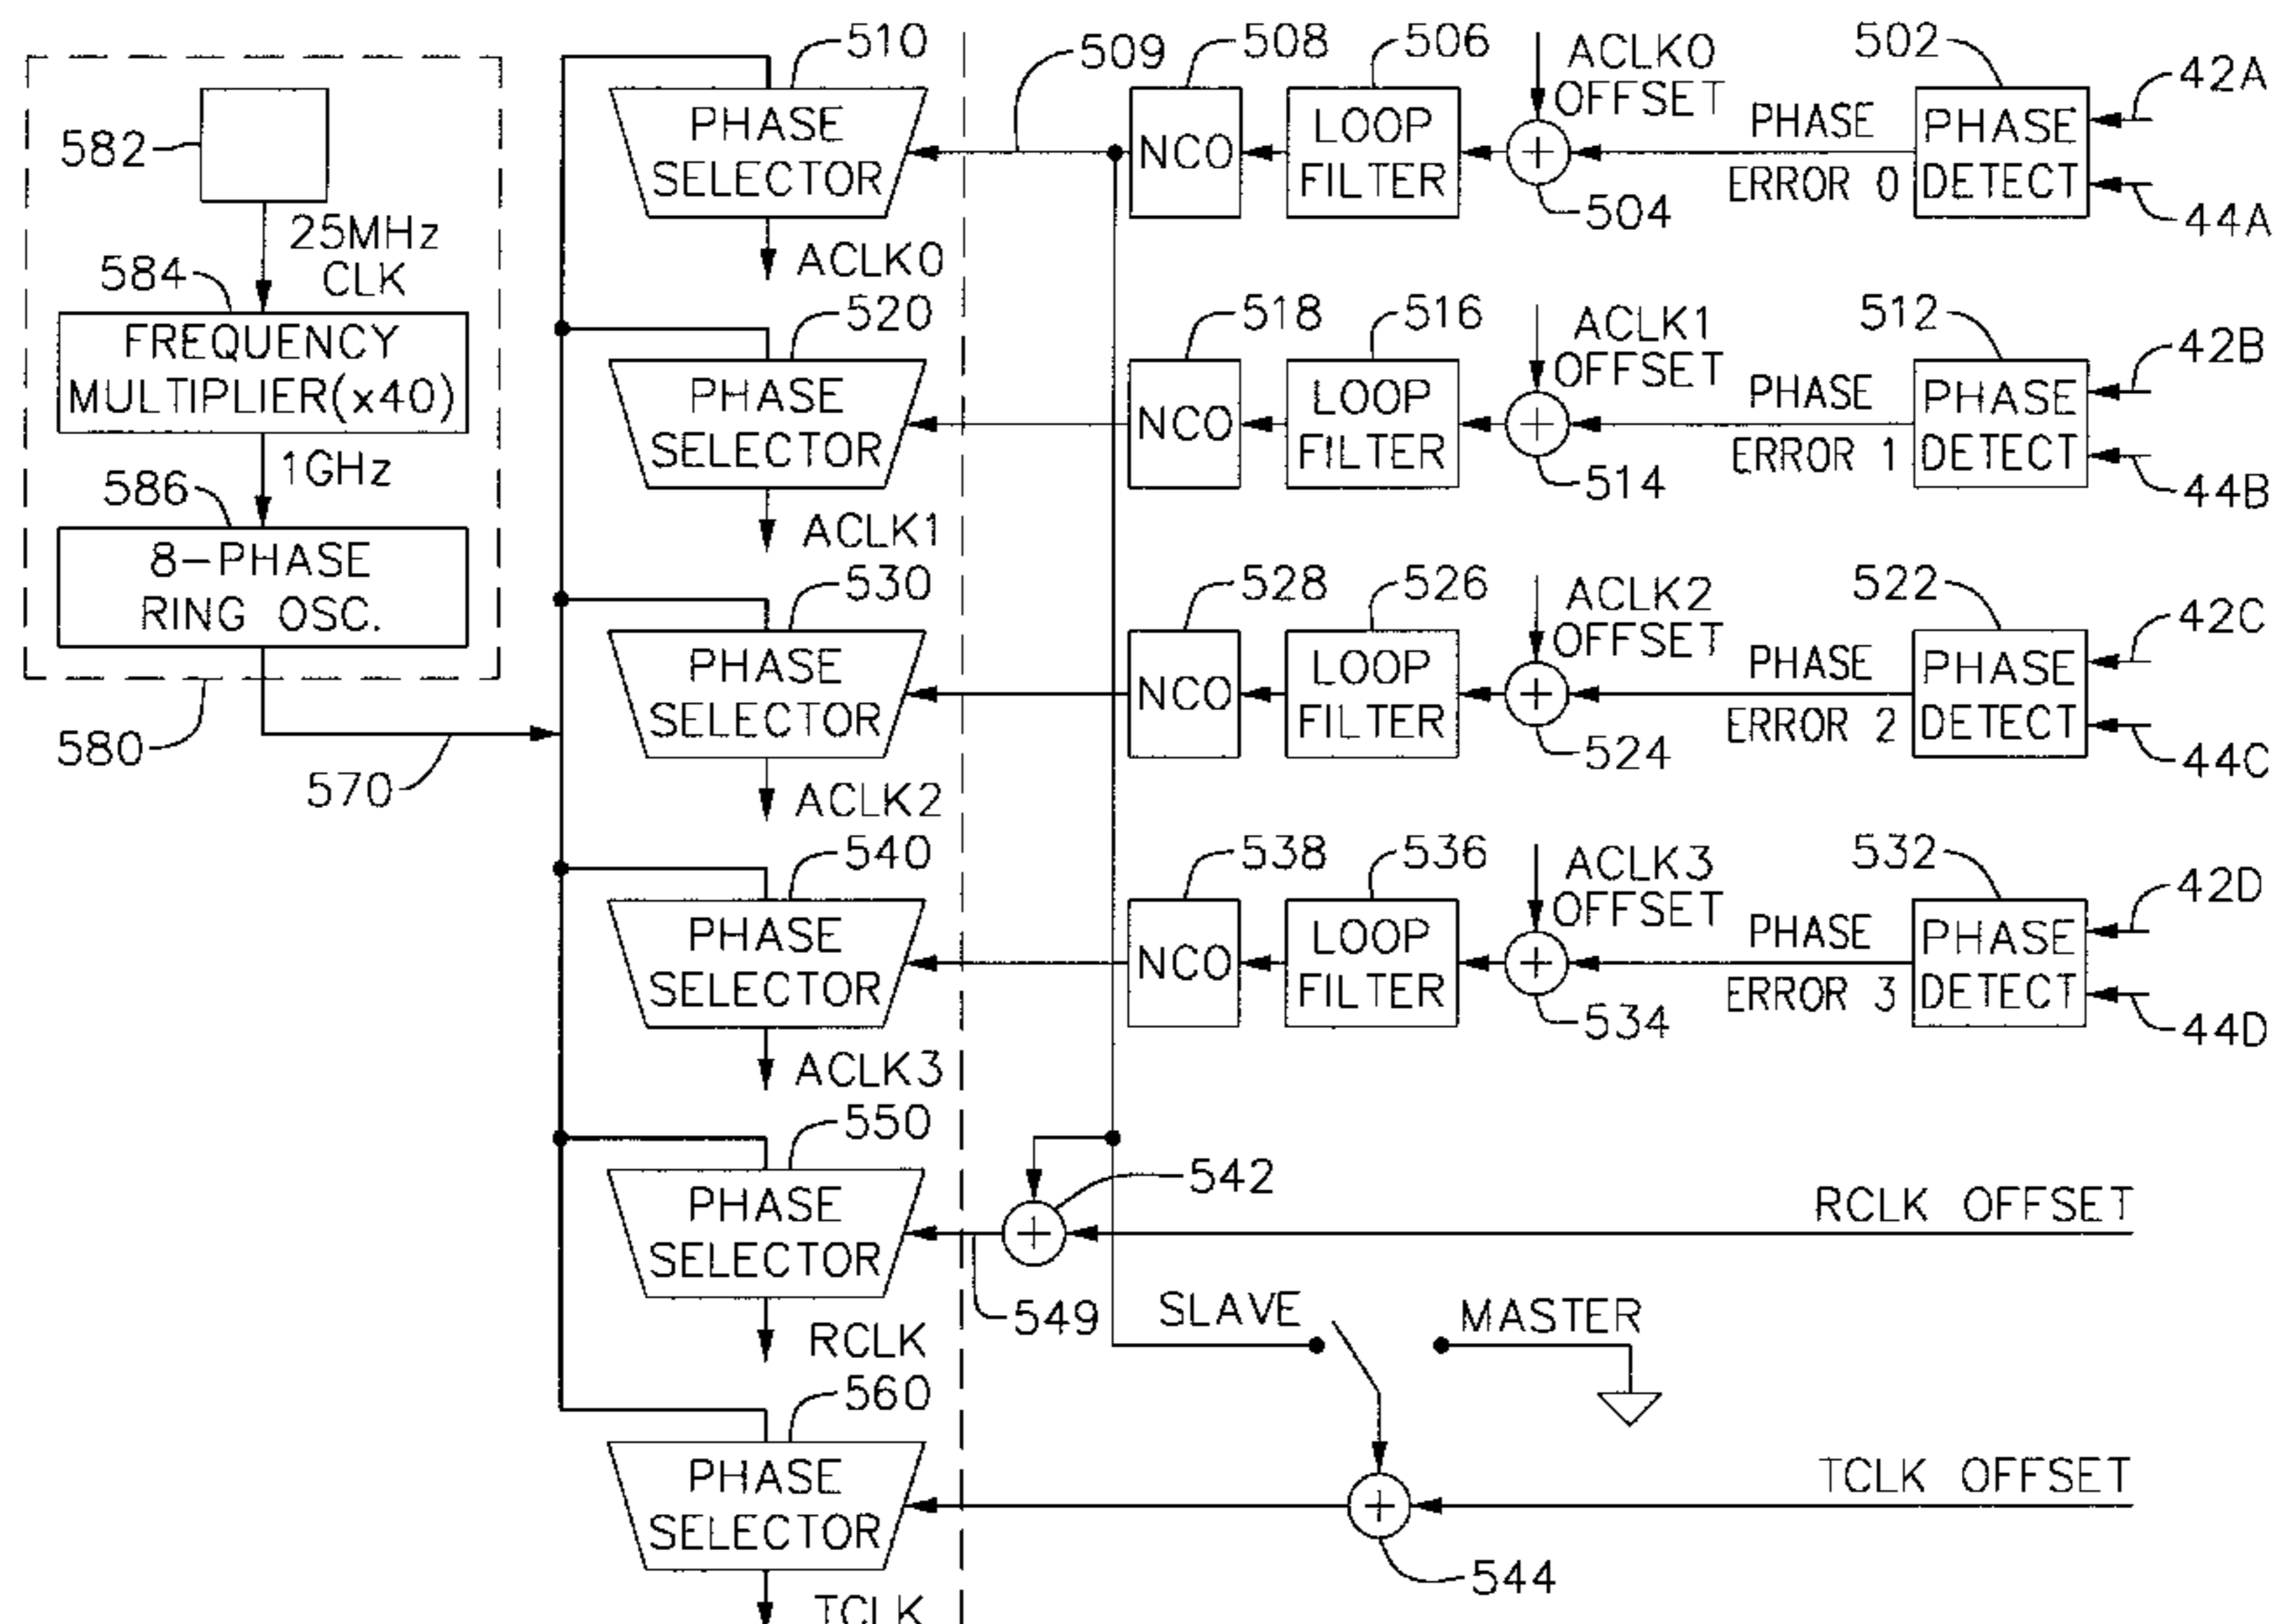 510
509
508
506
ACLK0
OFFSET
502
42A
582
PHASE
SELECTOR
NCO
LOOP
FILTER
PHASE
ERROR 0
PHASE
DETECT
504
44A
25MHz
CLK
ACLK0
584
FREQUENCY
MULTIPLIER(x40)
520
518
516
ACLK1
OFFSET
512
42B
PHASE
SELECTOR
NCO
LOOP
FILTER
PHASE
ERROR 1
PHASE
DETECT
514
44B
1GHz
586
ACLK1
8-PHASE
RING OSC.
530
528
526
ACLK2
OFFSET
522
42C
PHASE
SELECTOR
NCO
LOOP
FILTER
PHASE
ERROR 2
PHASE
DETECT
524
44C
580
570
ACLK2
540
538
536
ACLK3
OFFSET
532
42D
PHASE
SELECTOR
NCO
LOOP
FILTER
PHASE
ERROR 3
PHASE
DETECT
534
44D
ACLK3
550
542
PHASE
SELECTOR
RCLK OFFSET
549
SLAVE
MASTER
RCLK
560
PHASE
SELECTOR
TCLK OFFSET
544
TCLK